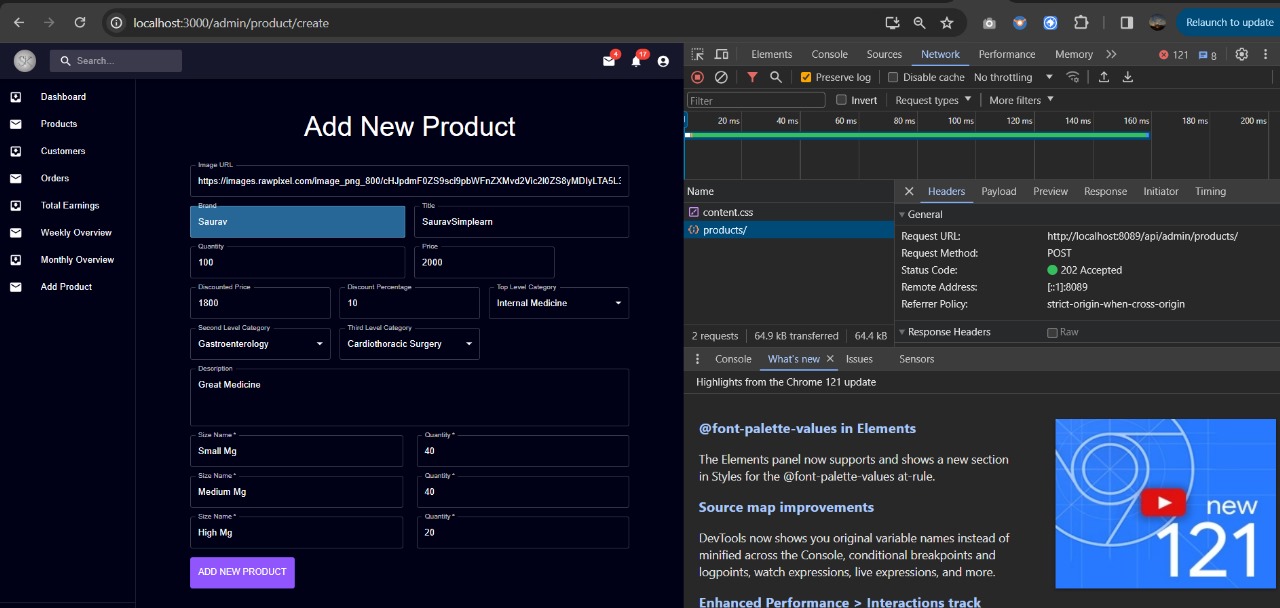 localhost:3000/admin/product/create
Relaunch to update
Search...
4
17
Dashboard
Products
Customers
Orders
Total Earnings
Weekly Overview
Monthly Overview
Add Product
Add New Product
Image URL
Brand
Saurav
Title
SauravSimplearn
Quantity
100
Price
2000
Discounted Price
1800
Discount Percentage
10
Top Level Category
Internal Medicine
Second Level Category
Gastroenterology
Third Level Category
Cardiothoracic Surgery
Description
Great Medicine
Size Name *
Small Mg
Quantity *
40
Size Name *
Medium Mg
Quantity *
40
Size Name *
High Mg
Quantity *
20
ADD NEW PRODUCT
Elements Console Sources Network Performance Memory
121
8
Preserve log Disable cache No throttling
Filter
Invert Request types More filters
20 ms 40 ms 60 ms 80 ms 100 ms 120 ms 140 ms 160 ms 180 ms 200 ms
Name
content.css
products/
2 requests 64.9 kB transferred 64.4 kB
Headers Payload Preview Response Initiator Timing
General
Request URL: http://localhost:8089/api/admin/products/
Request Method: POST
Status Code: 202 Accepted
Remote Address: [::1]:8089
Referrer Policy: strict-origin-when-cross-origin
Response Headers Raw
Console What's new Issues Sensors
Highlights from the Chrome 121 update
@font-palette-values in Elements
The Elements panel now supports and shows a new section
in Styles for the @font-palette-values at-rule.
Source map improvements
DevTools now shows you original variable names instead of
minified across the Console, conditional breakpoints and
logpoints, watch expressions, live expressions, and more.
Enhanced Performance > Interactions track
new
121